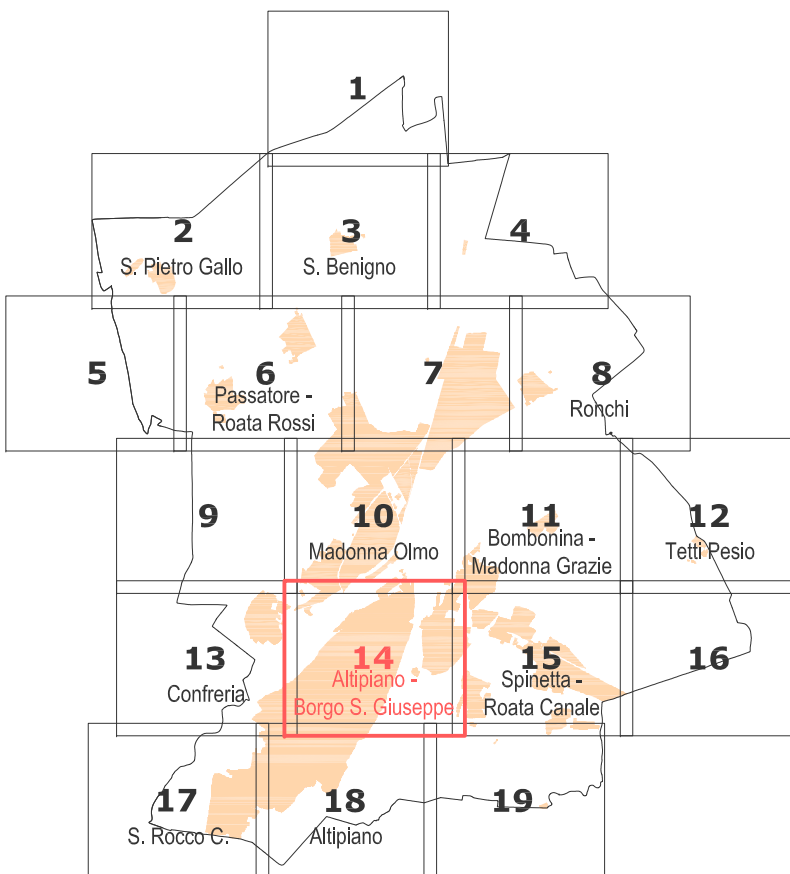 1
2
S. Pietro Gallo
3
S. Benigno
4
5
6
Passatore -
Roata Rossi
7
8
Ronchi
9
10
Madonna Olmo
11
Bombonina -
Madonna Grazie
12
Tetti Pesio
13
Confreria
14
Altipiano -
Borgo S. Giuseppe
15
Spinetta -
Roata Canale
16
17
S. Rocco C.
18
Altipiano
19